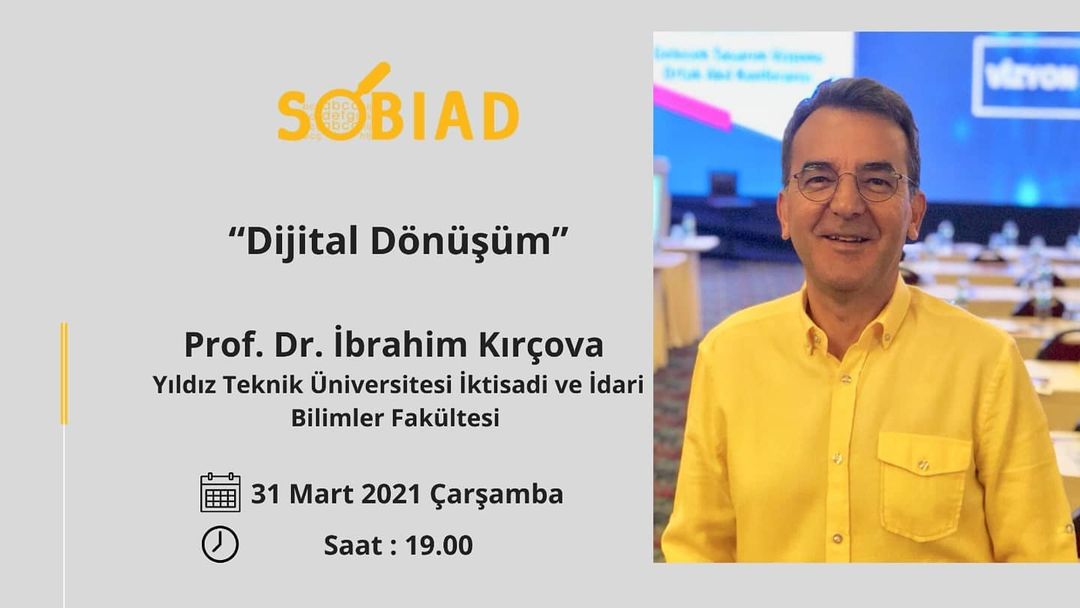 SOBIAD
“Dijital Dönüşüm”
Prof. Dr. İbrahim Kırçova
Yıldız Teknik Üniversitesi İktisadi ve İdari
Bilimler Fakültesi
31 Mart 2021 Çarşamba
Saat : 19.00
VİZYON